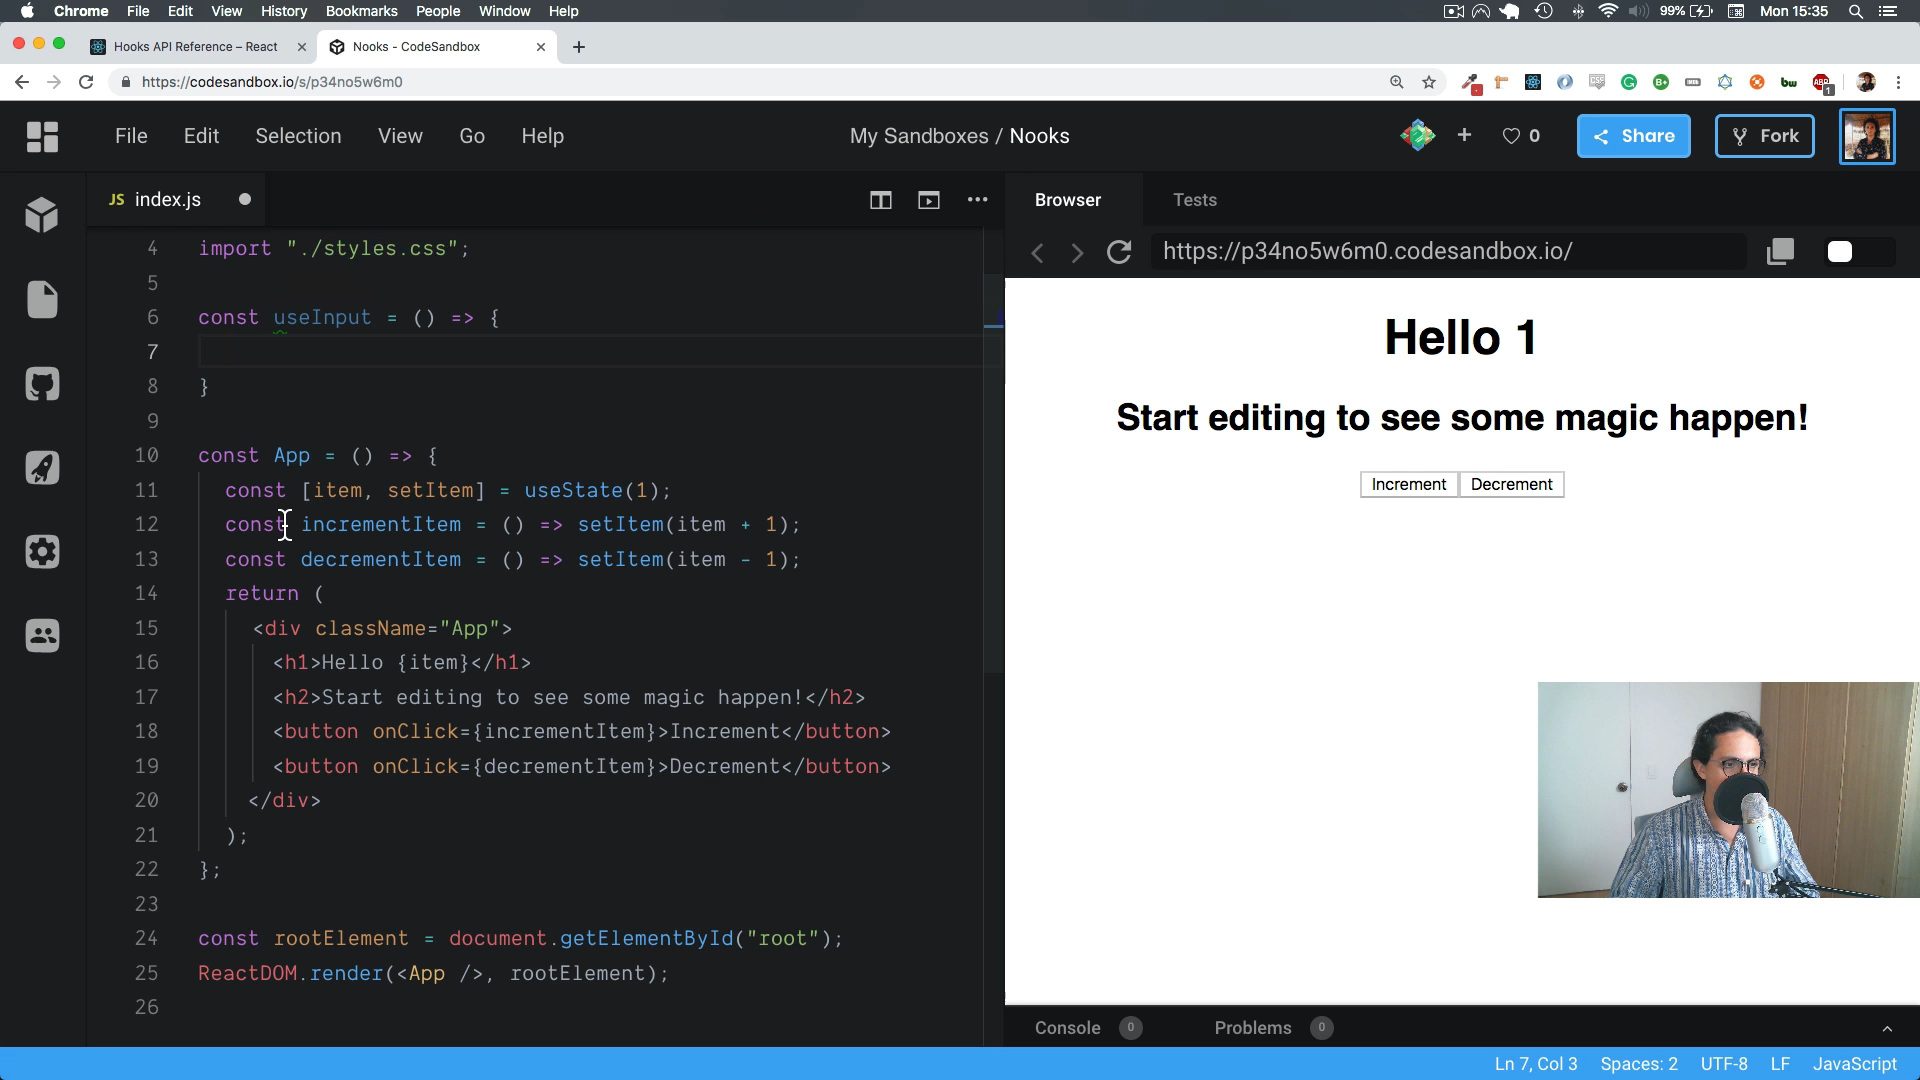 Chrome File Edit View History Bookmarks People Window Help 99% Mon 15:35
Hooks API Reference – React Nooks - CodeSandbox
https://codesandbox.io/s/p34no5w6m0
File Edit Selection View Go Help My Sandboxes / Nooks 0 Share Fork
JS index.js Browser Tests
https://p34no5w6m0.codesandbox.io/
4 import "./styles.css";
5
6 const useInput = () => {
7
8 }
9
10 const App = () => {
11 const [item, setItem] = useState(1);
12 const incrementItem = () => setItem(item + 1);
13 const decrementItem = () => setItem(item - 1);
14 return (
15 <div className="App">
16 <h1>Hello {item}</h1>
17 <h2>Start editing to see some magic happen!</h2>
18 <button onClick={incrementItem}>Increment</button>
19 <button onClick={decrementItem}>Decrement</button>
20 </div>
21 );
22 };
23
24 const rootElement = document.getElementById("root");
25 ReactDOM.render(<App />, rootElement);
26
Hello 1
Start editing to see some magic happen!
Increment Decrement
Console 0 Problems 0
Ln 7, Col 3 Spaces: 2 UTF-8 LF JavaScript